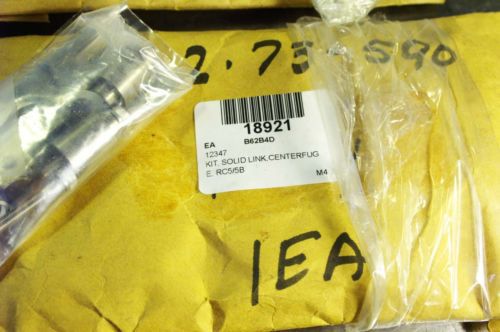 2.75-590
18921
EA B62B4D
12347
KIT, SOLID LINK,CENTERFUG
E. RC5/5B M4
1EA